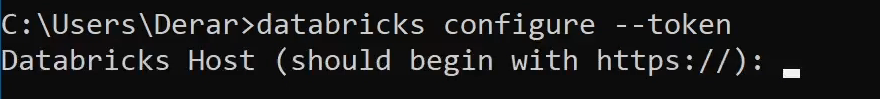 C:\Users\Derar>databricks configure --token
Databricks Host (should begin with https://): _